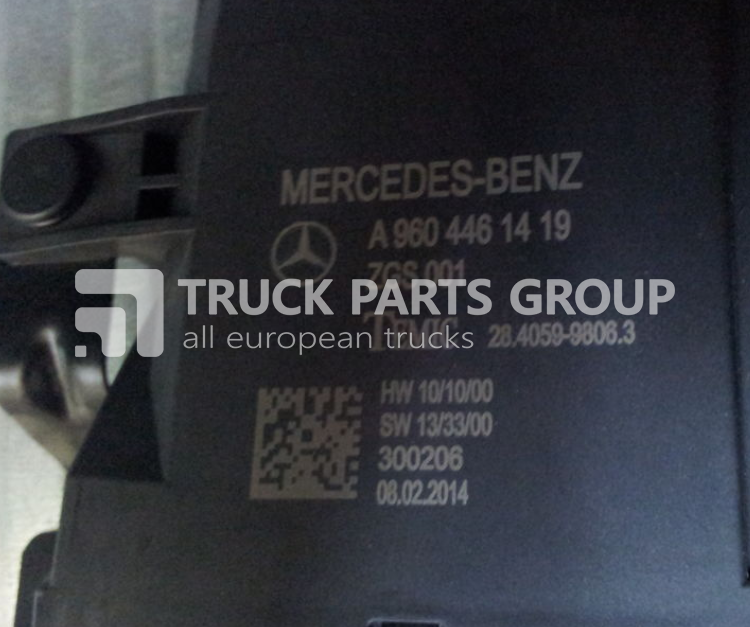 MERCEDES-BENZ
A 960 446 14 19
ZGS 001
TRUCK PARTS GROUP
all european trucks
28.4059-9806.3
HW 10/10/00
SW 13/33/00
300206
08.02.2014